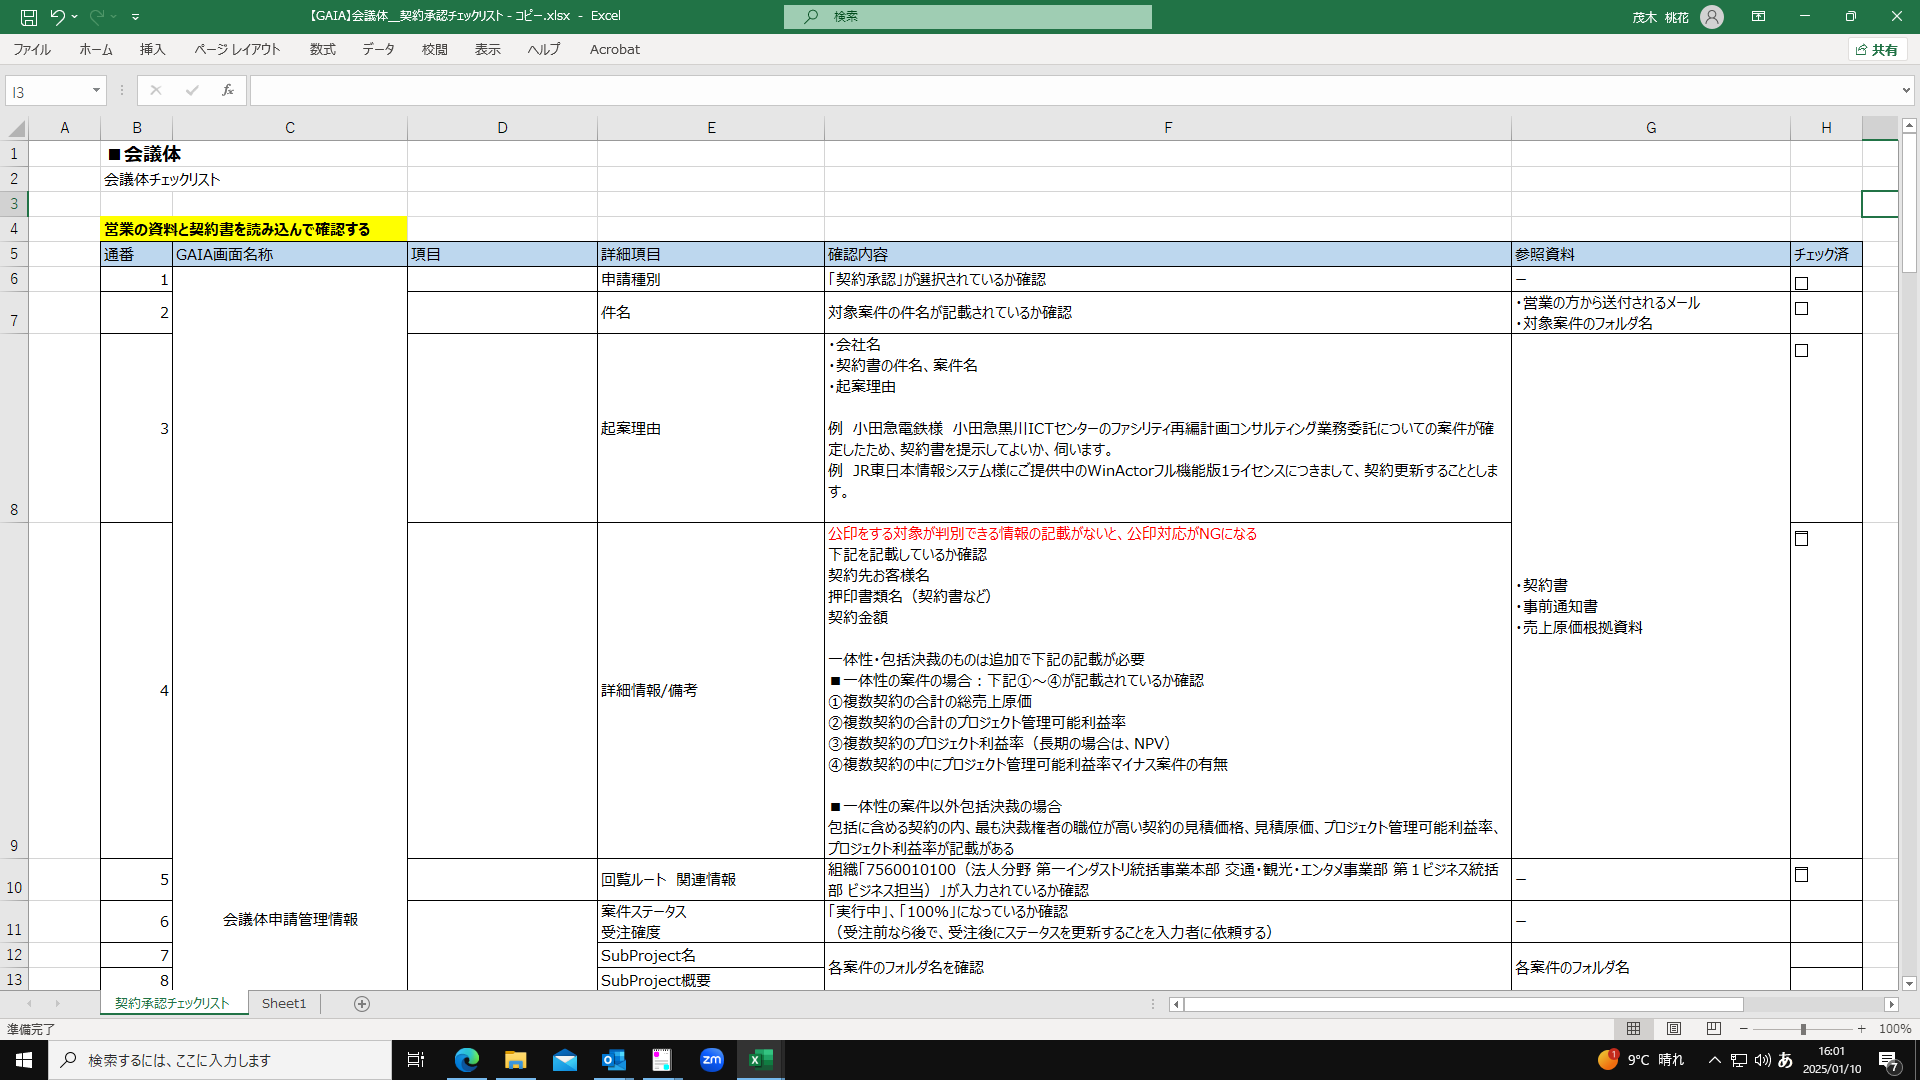 【GAIA】会議体__契約承認チェックリスト - コピー.xlsx - Excel
検索
茂木 桃花
ファイル ホーム 挿入 ページ レイアウト 数式 データ 校閲 表示 ヘルプ Acrobat
共有
I3
fx
A B C D E F G H
1 ■会議体
2 会議体チェックリスト
3
4 営業の資料と契約書を読み込んで確認する
5 通番 GAIA画面名称 項目 詳細項目 確認内容 参照資料 チェック済
6 1 申請種別 「契約承認」が選択されているか確認 ー
・営業の方から送付されるメール
7 2 件名 対象案件の件名が記載されているか確認
・対象案件のフォルダ名
・会社名
・契約書の件名、案件名
・起案理由
3 起案理由 例 小田急電鉄様 小田急黒川ICTセンターのファシリティ再編計画コンサルティング業務委託についての案件が確
定したため、契約書を提示してよいか、伺います。
例 JR東日本情報システム様にご提供中のWinActorフル機能版1ライセンスにつきまして、契約更新することとしま
す。
8
公印をする対象が判別できる情報の記載がないと、公印対応がNGになる
下記を記載しているか確認
契約先お客様名
押印書類名（契約書など）
契約金額
・契約書
・事前通知書
・売上原価根拠資料
一体性・包括決裁のものは追加で下記の記載が必要
■一体性の案件の場合：下記①～④が記載されているか確認
4 詳細情報/備考
①複数契約の合計の総売上原価
②複数契約の合計のプロジェクト管理可能利益率
③複数契約のプロジェクト利益率（長期の場合は、NPV）
④複数契約の中にプロジェクト管理可能利益率マイナス案件の有無
■一体性の案件以外包括決裁の場合
包括に含める契約の内、最も決裁権者の職位が高い契約の見積価格、見積原価、プロジェクト管理可能利益率、
プロジェクト利益率が記載がある
9
10 5 回覧ルート 関連情報 組織「7560010100（法人分野 第一インダストリ統括事業本部 交通・観光・エンタメ事業部 第１ビジネス統括
部 ビジネス担当）」が入力されているか確認
ー
会議体申請管理情報
11 6 案件ステータス
受注確度
「実行中」、「100%」になっているか確認
（受注前なら後で、受注後にステータスを更新することを入力者に依頼する）
ー
12 7 SubProject名
各案件のフォルダ名を確認 各案件のフォルダ名
13 8 SubProject概要
契約承認チェックリスト Sheet1
準備完了
100%
検索するには、ここに入力します
zm
1
9°C 晴れ
あ
16:01
2025/01/10
7